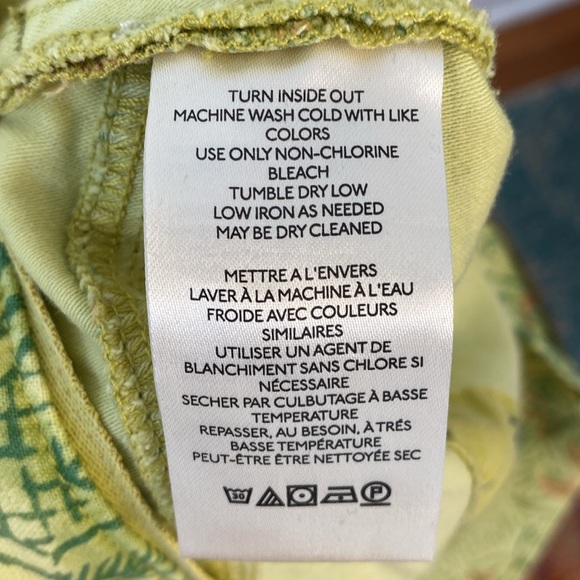 TURN INSIDE OUT
MACHINE WASH COLD WITH LIKE
COLORS
USE ONLY NON-CHLORINE
BLEACH
TUMBLE DRY LOW
LOW IRON AS NEEDED
MAY BE DRY CLEANED
METTRE A L'ENVERS
LAVER À LA MACHINE À L'EAU
FROIDE AVEC COULEURS
SIMILAIRES
UTILISER UN AGENT DE
BLANCHIMENT SANS CHLORE SI
NÉCESSAIRE
SECHER PAR CULBUTAGE À BASSE
TEMPERATURE
REPASSER, AU BESOIN, À TRÉS
BASSE TEMPÉRATURE
PEUT-ÊTRE ÊTRE NETTOYÉE SEC
30 P